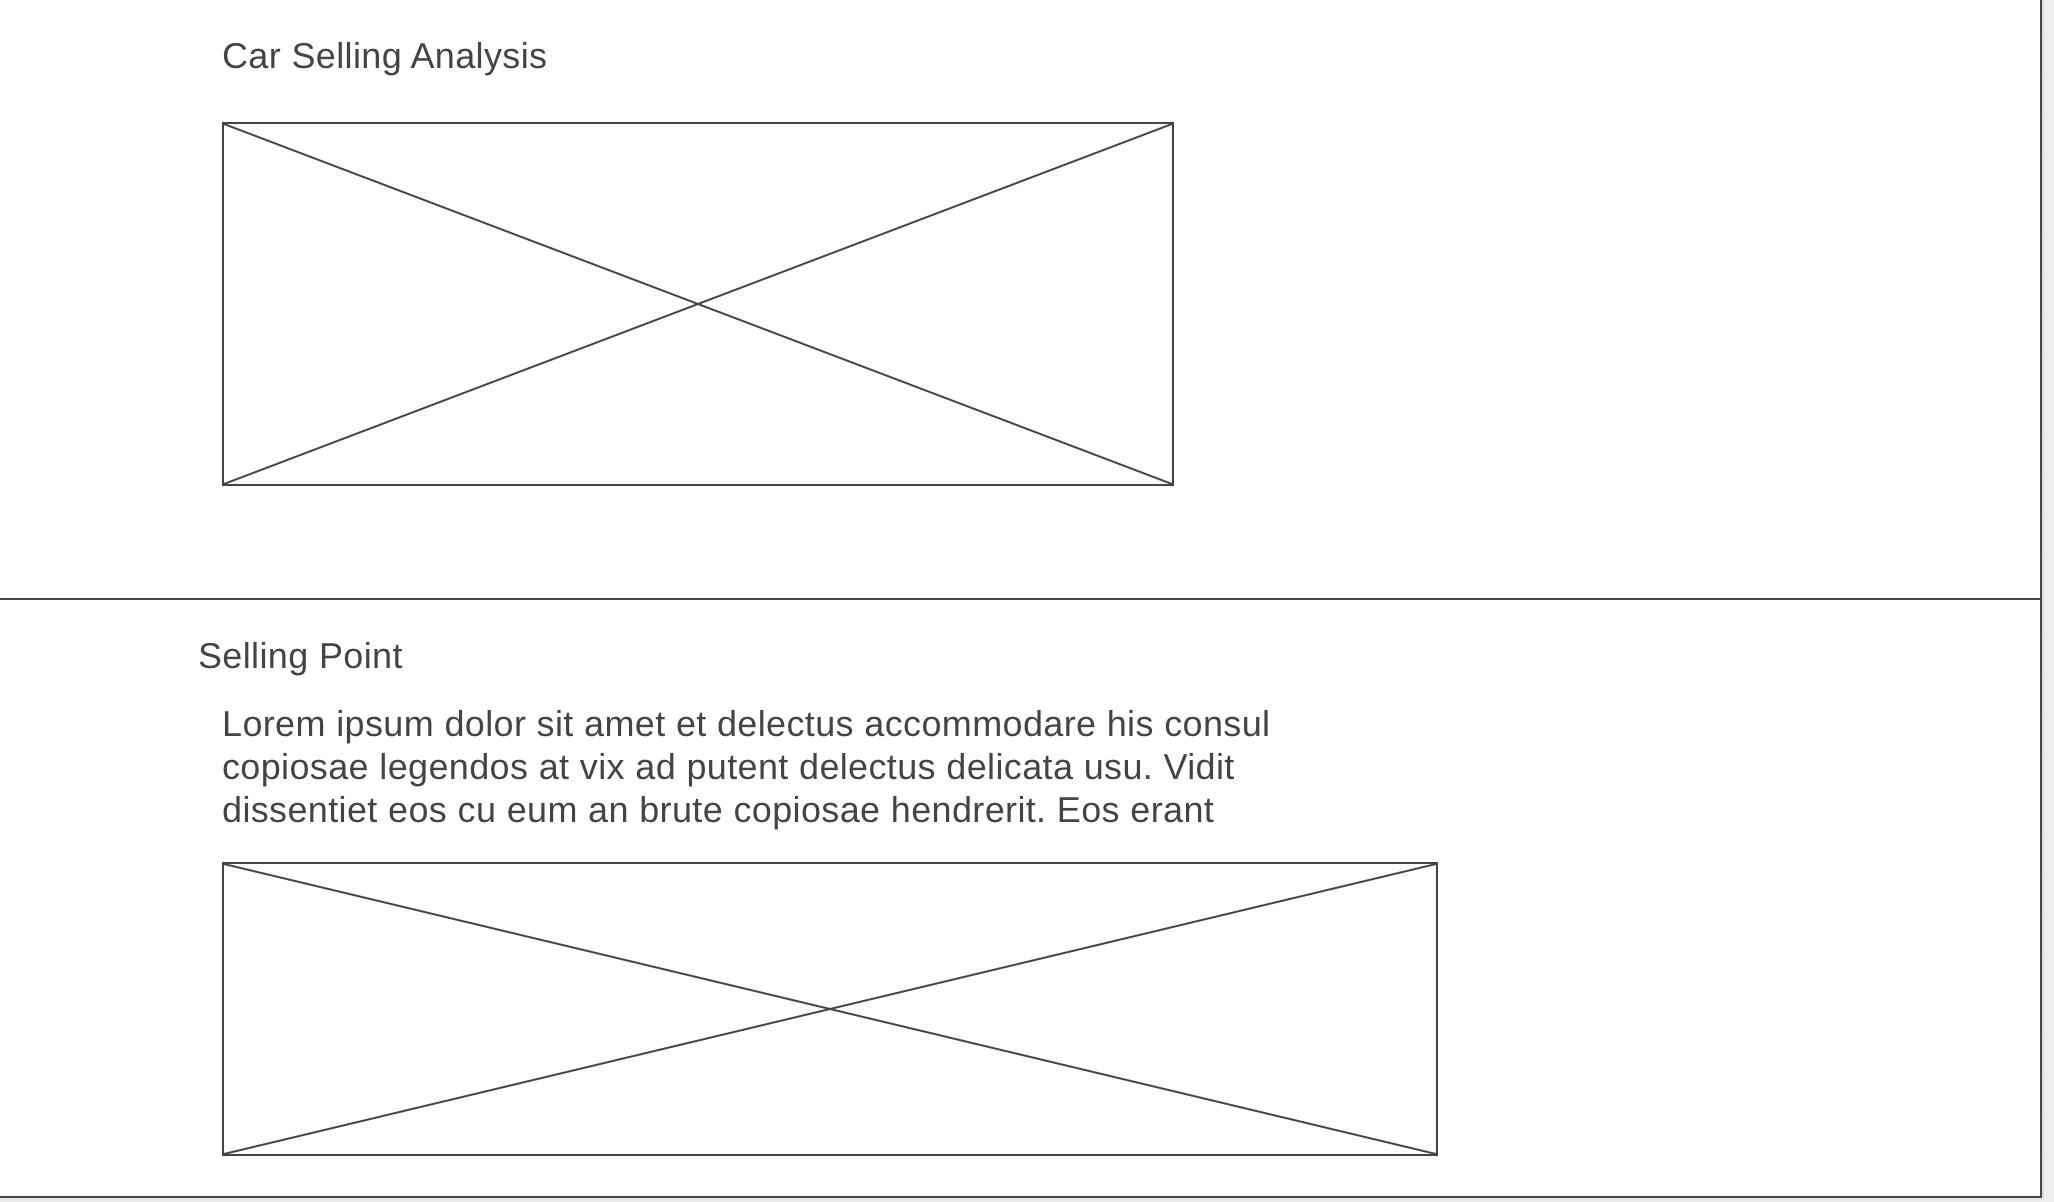 Car Selling Analysis
Selling Point
Lorem ipsum dolor sit amet et delectus accommodare his consul
copiosae legendos at vix ad putent delectus delicata usu. Vidit
dissentiet eos cu eum an brute copiosae hendrerit. Eos erant